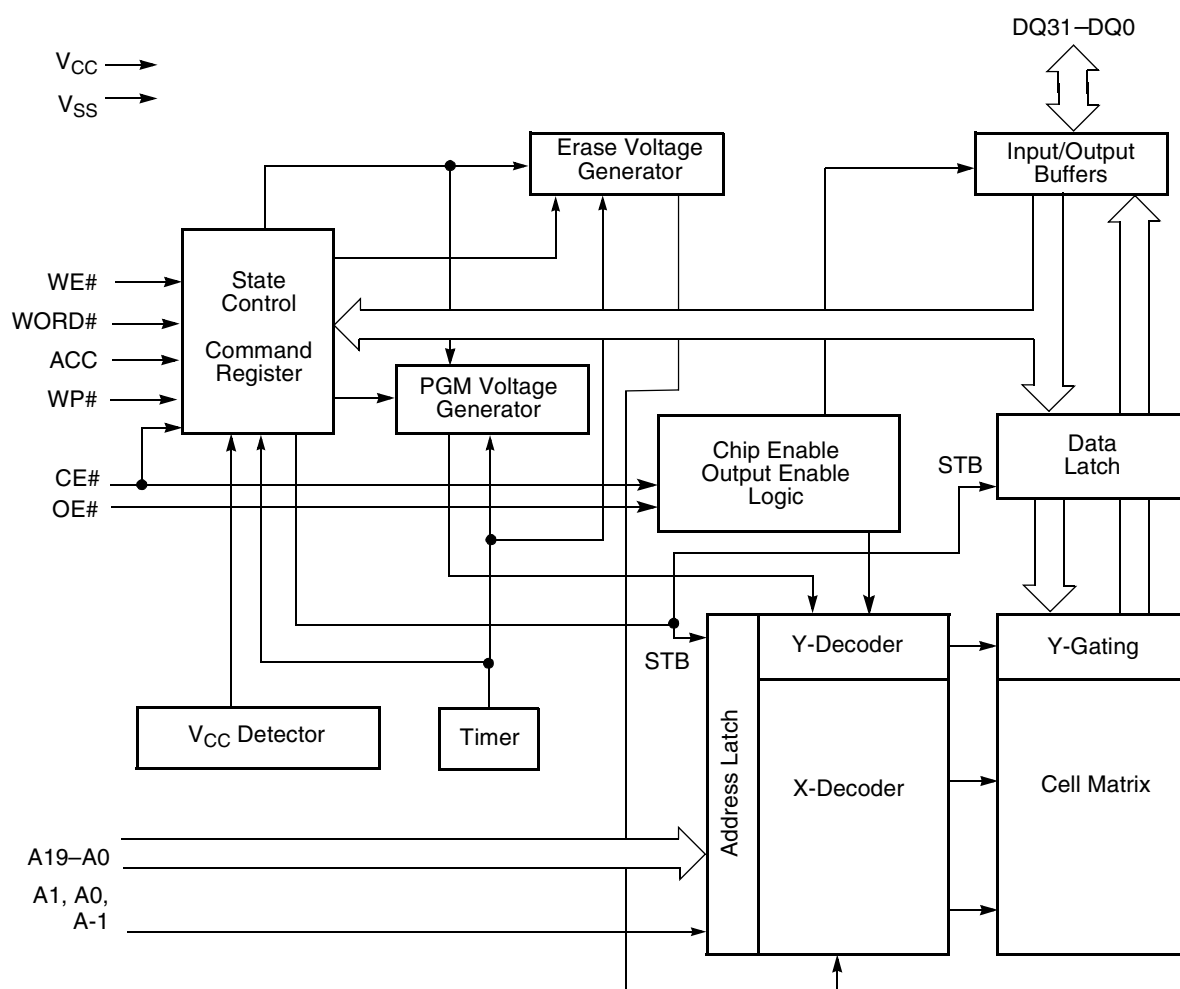 DQ31–DQ0
VCC
VSS
Erase Voltage
Generator
Input/Output
Buffers
WE#
WORD#
ACC
WP#
CE#
OE#
State
Control
Command
Register
PGM Voltage
Generator
Chip Enable
Output Enable
Logic
STB
Data
Latch
STB
Y-Decoder
Y-Gating
VCC Detector
Timer
Address Latch
X-Decoder
Cell Matrix
A19–A0
A1, A0,
A-1